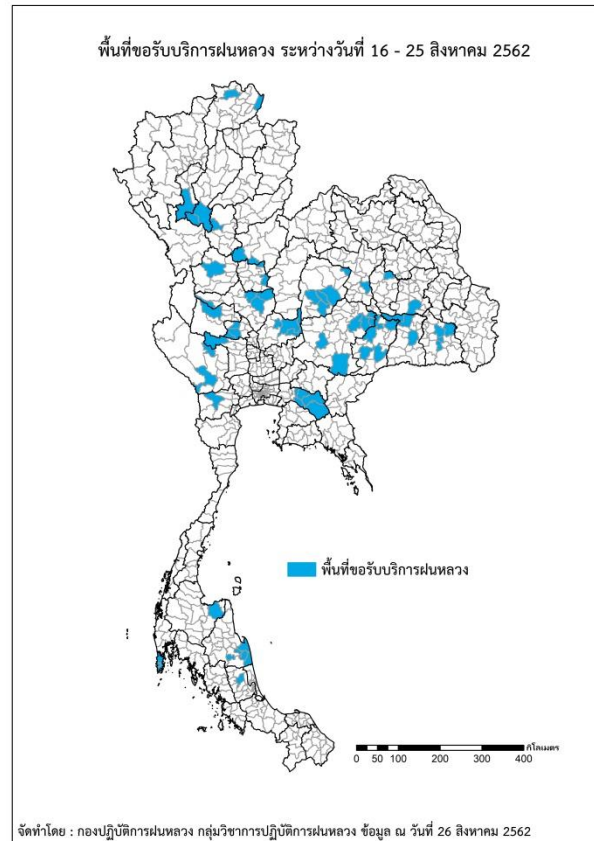 พื้นที่ขอรับบริการฝนหลวง ระหว่างวันที่ 16 - 25 สิงหาคม 2562
พื้นที่ขอรับบริการฝนหลวง
กิโลเมตร
0 50 100 200 300 400
จัดทำโดย : กองปฏิบัติการฝนหลวง กลุ่มวิชาการปฏิบัติการฝนหลวง ข้อมูล ณ วันที่ 26 สิงหาคม 2562